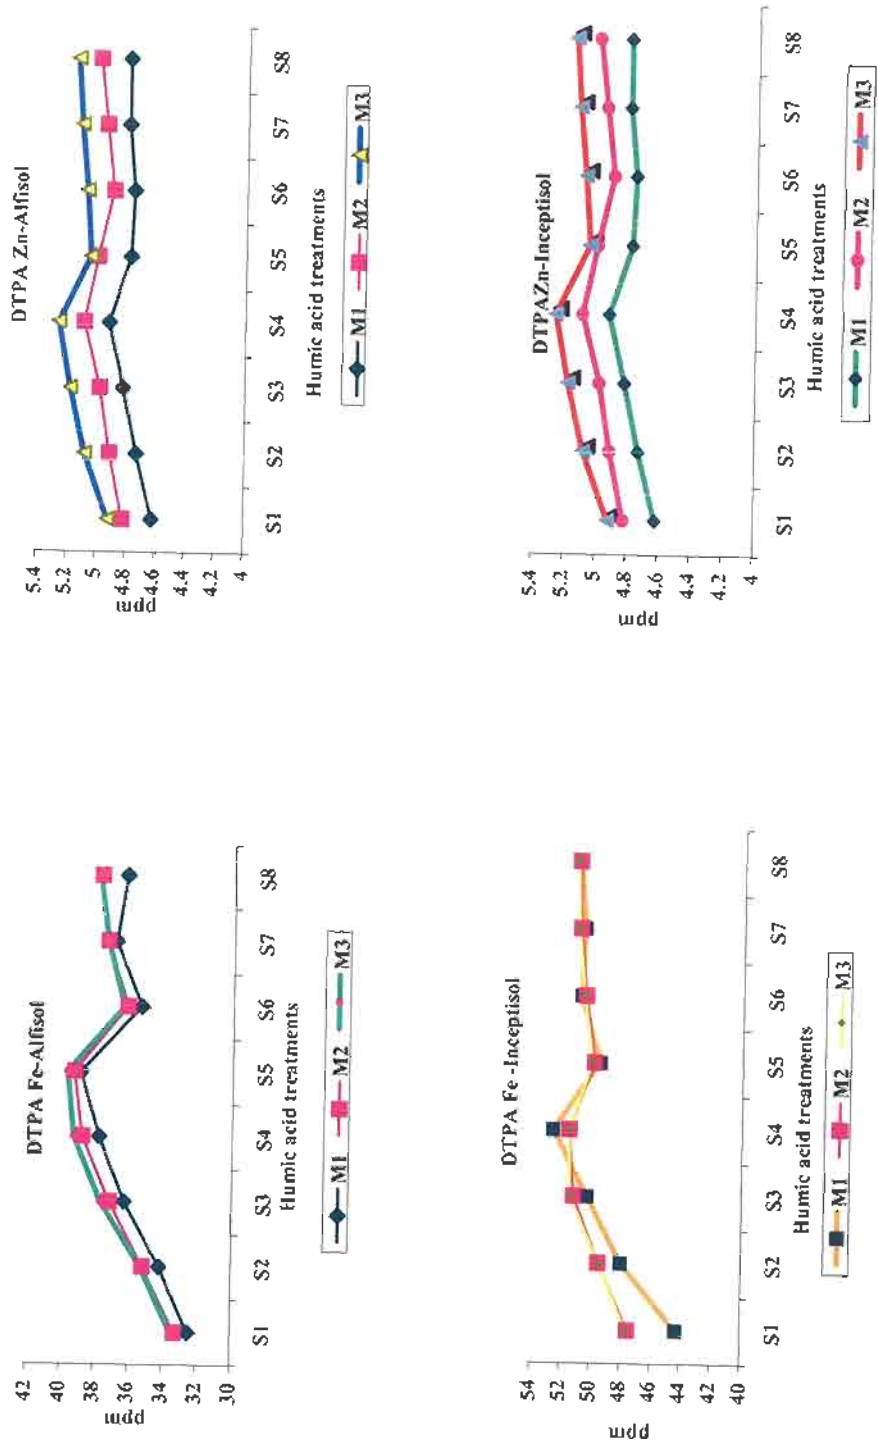 DTPA Fe-Alfisol
42
40
38
36
34
32
30
ppm
S1 S2 S3 S4 S5 S6 S7 S8
Humic acid treatments
M1 M2 M3
DTPA Zn-Alfisol
5.4
5.2
5
4.8
4.6
4.4
4.2
4
ppm
S1 S2 S3 S4 S5 S6 S7 S8
Humic acid treatments
M1 M2 M3
DTPA Fe -Inceptisol
54
52
50
48
46
44
42
40
ppm
S1 S2 S3 S4 S5 S6 S7 S8
Humic acid treatments
M1 M2 M3
DTPAZn-Inceptisol
5.4
5.2
5
4.8
4.6
4.4
4.2
4
ppm
S1 S2 S3 S4 S5 S6 S7 S8
Humic acid treatments
M1 M2 M3